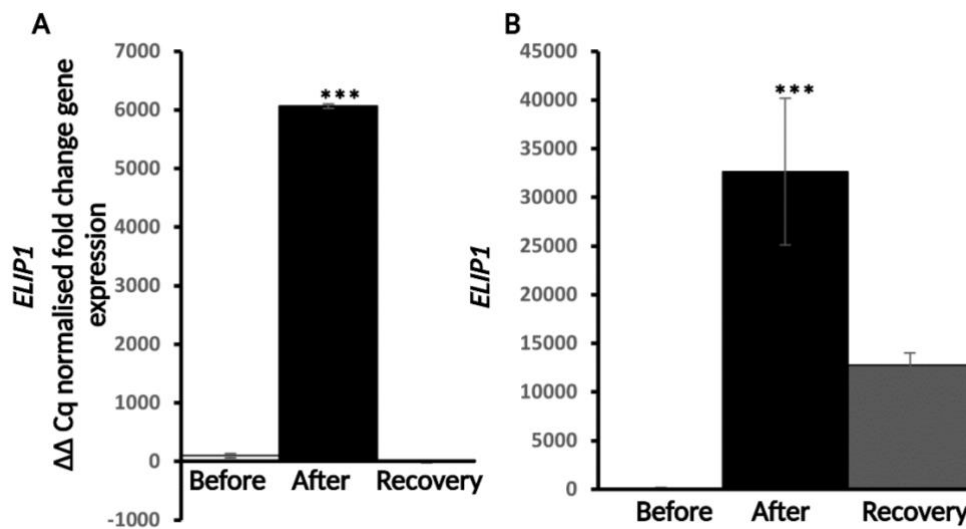 A
ELIP1
ΔΔ Cq normalised fold change gene
expression
7000
6000
5000
4000
3000
2000
1000
0
-1000
***
Before After Recovery
B
ELIP1
45000
40000
35000
30000
25000
20000
15000
10000
5000
0
***
Before After Recovery